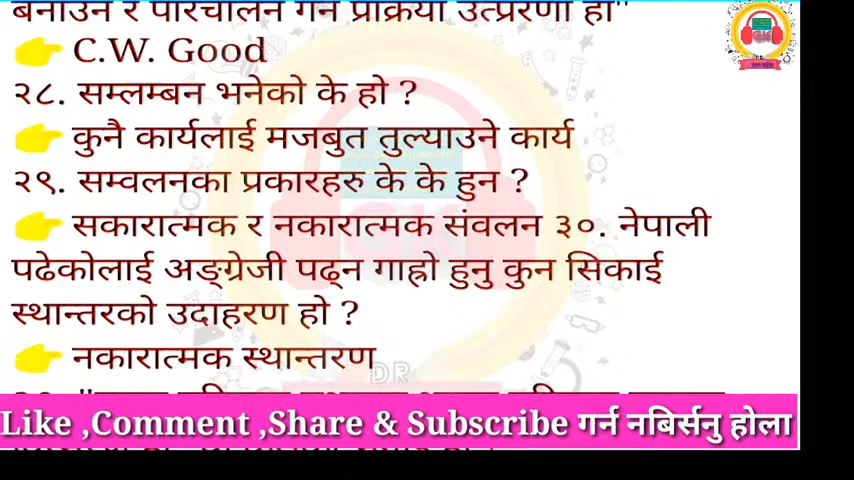 बनाउने र परिचालन गर्ने प्रक्रिया उत्प्रेरणा हो"
👉 C.W. Good
२८. सम्लम्बन भनेको के हो ?
👉 कुनै कार्यलाई मजबुत तुल्याउने कार्य
२९. सम्वलनका प्रकारहरु के के हुन ?
👉 सकारात्मक र नकारात्मक संवलन ३०. नेपाली
पढेकोलाई अङ्ग्रेजी पढ्न गाह्रो हुनु कुन सिकाई
स्थान्तरको उदाहरण हो ?
👉 नकारात्मक स्थान्तरण
DR
Like ,Comment ,Share & Subscribe गर्न नबिर्सनु होला